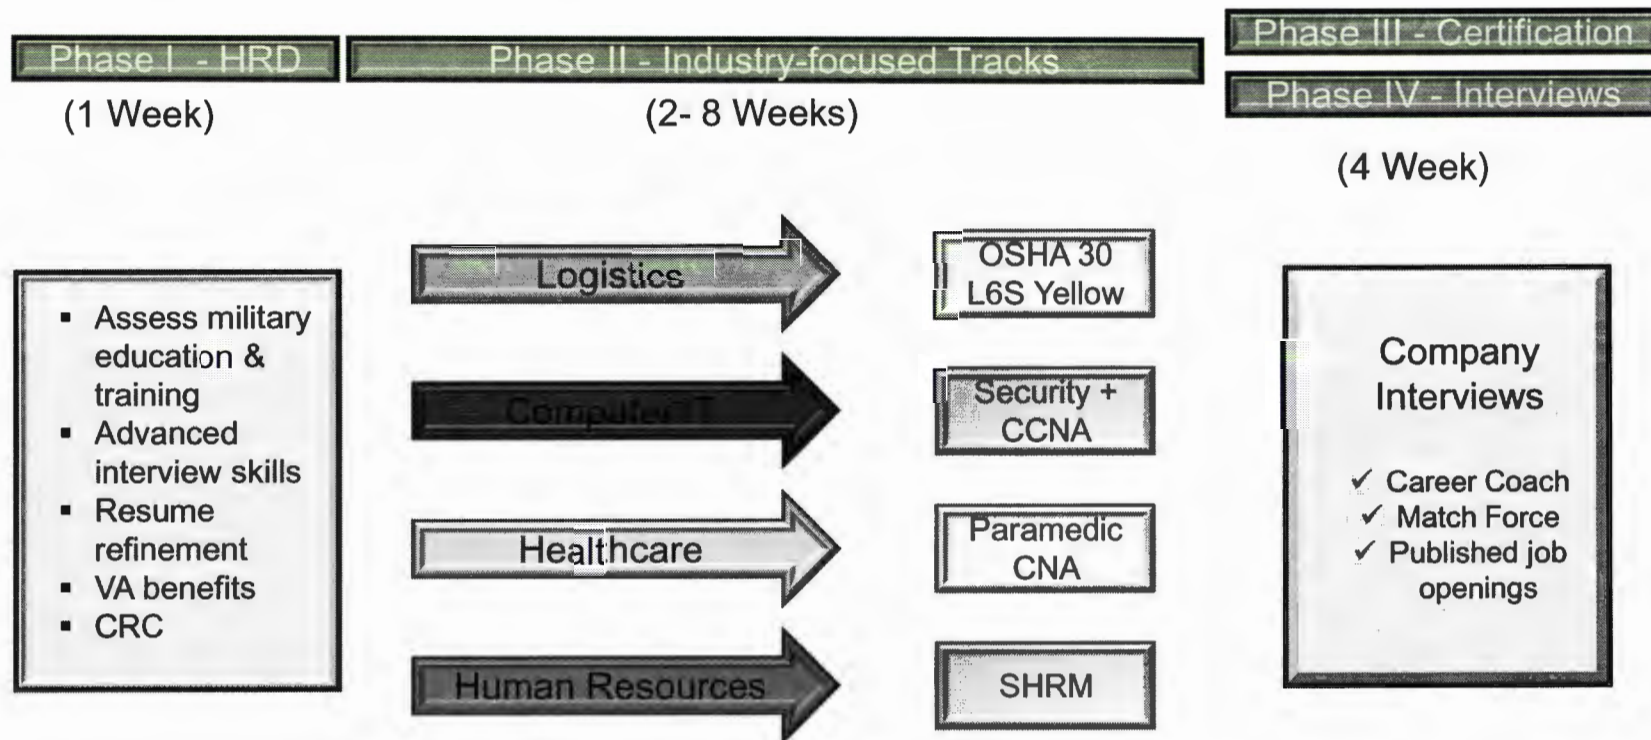 Phase I - HRD
Phase II - Industry-focused Tracks
Phase III - Certification
Phase IV - Interviews
(1 Week)
(2- 8 Weeks)
(4 Week)
▪ Assess military
education &
training
▪ Advanced
interview skills
▪ Resume
refinement
▪ VA benefits
▪ CRC
Logistics
OSHA 30
L6S Yellow
Computer IT
Security +
CCNA
Healthcare
Paramedic
CNA
Human Resources
SHRM
Company
Interviews
✓ Career Coach
✓ Match Force
✓ Published job
openings